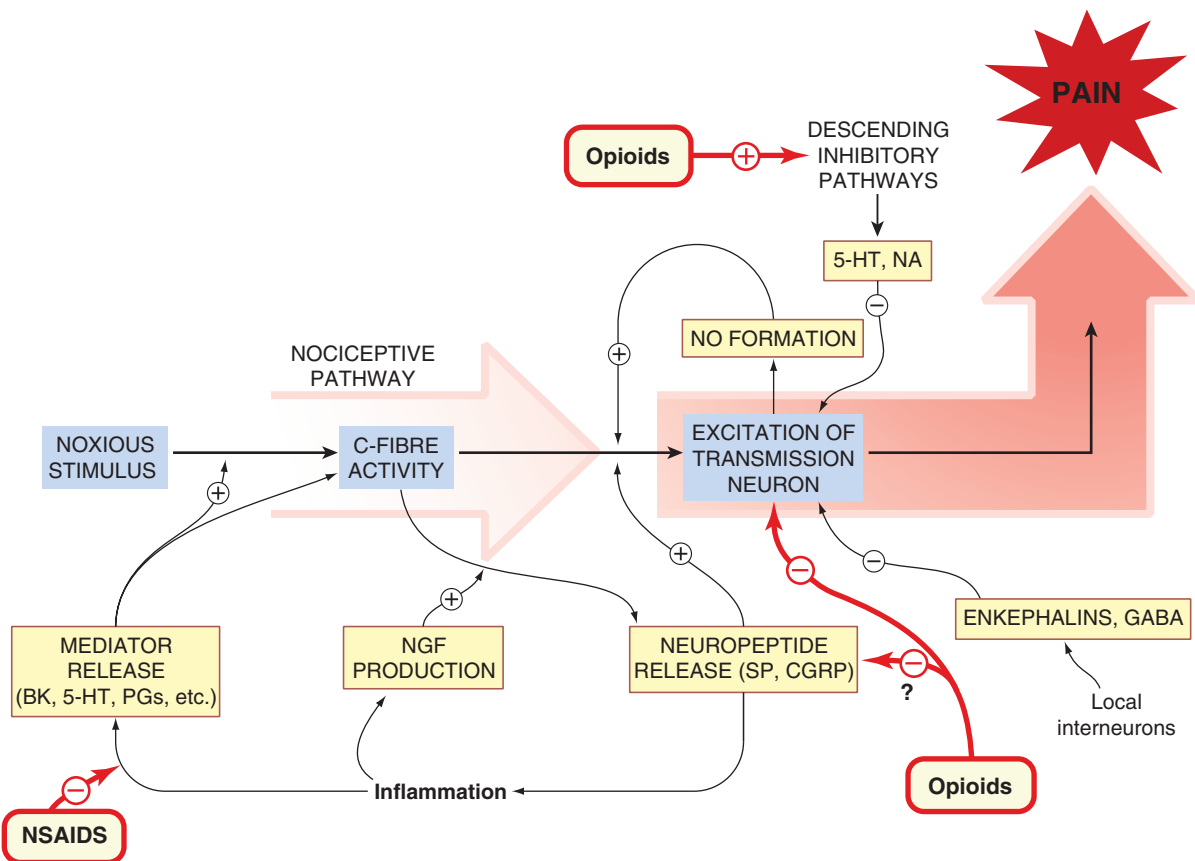 PAIN
Opioids
+
DESCENDING
INHIBITORY
PATHWAYS
5-HT, NA
−
NO FORMATION
+
NOCICEPTIVE
PATHWAY
NOXIOUS
STIMULUS
C-FIBRE
ACTIVITY
EXCITATION OF
TRANSMISSION
NEURON
+
+
−
−
+
MEDIATOR
RELEASE
(BK, 5-HT, PGs, etc.)
NGF
PRODUCTION
NEUROPEPTIDE
RELEASE (SP, CGRP)
−
?
ENKEPHALINS, GABA
Local
interneurons
Inflammation
−
NSAIDS
Opioids